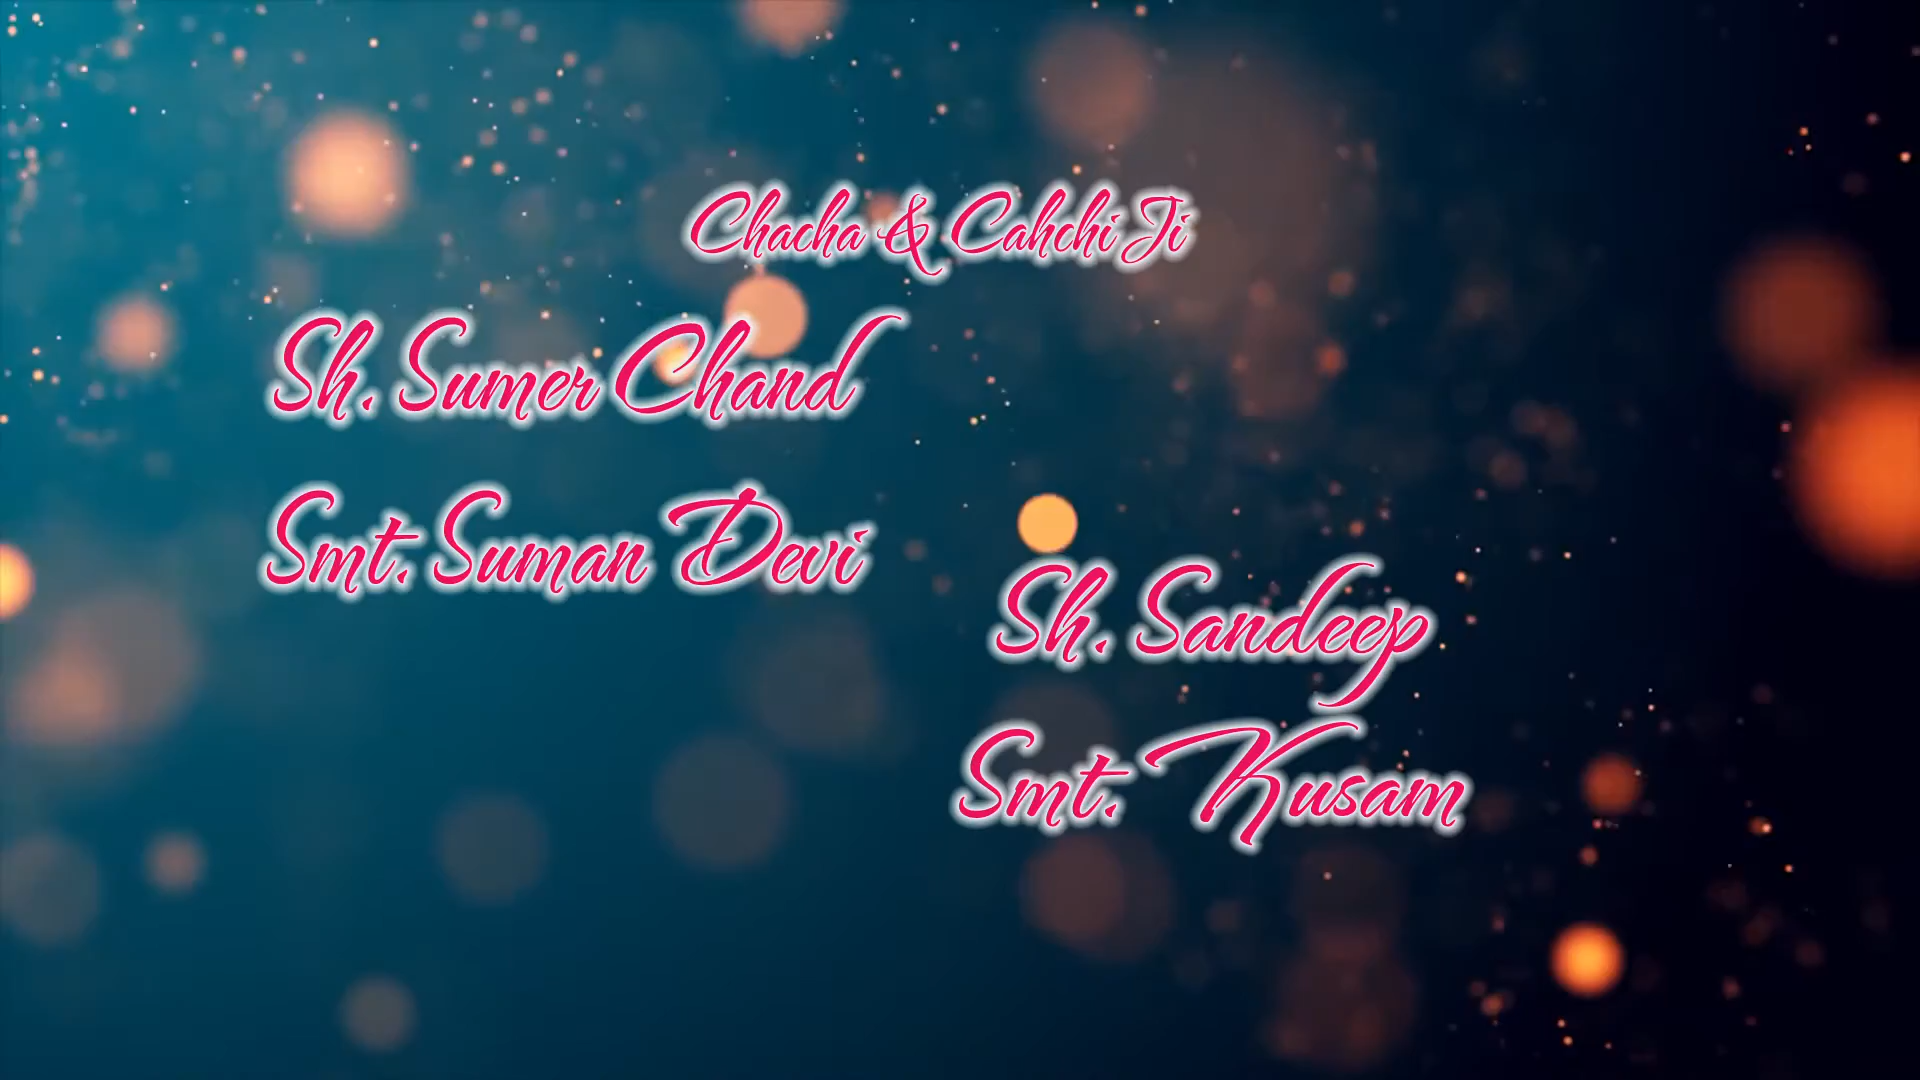 Chacha & Cahchi Ji
Sh. Sumer Chand
Smt. Suman Devi
Sh. Sandeep
Smt. Kusam